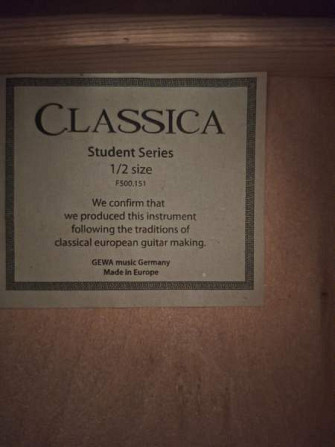 CLASSICA
Student Series
1/2 size
F500.151
We confirm that
we produced this instrument
following the traditions of
classical european guitar making.
GEWA music Germany
Made in Europe